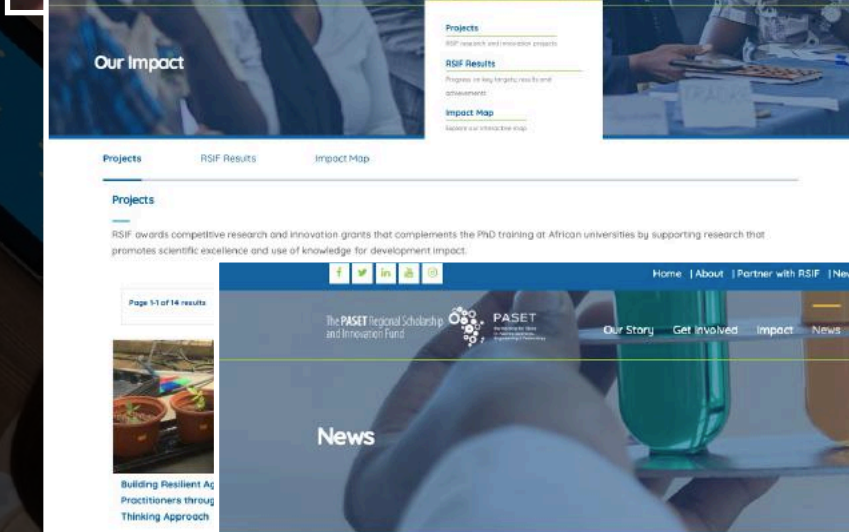 Our Impact
Projects
RSIF research and innovation projects
RSIF Results
Progress on key targets, results and
achievements
Impact Map
Explore our interactive map
Projects RSIF Results Impact Map
Projects
RSIF awards competitive research and innovation grants that complements the PhD training at African universities by supporting research that
promotes scientific excellence and use of knowledge for development impact.
Page 1-1 of 14 results
Building Resilient Ag
Practitioners throug
Thinking Approach
Home | About | Partner with RSIF | New
The PASET Regional Scholarship
and Innovation Fund
PASET
Our Story Get Involved Impact News
News